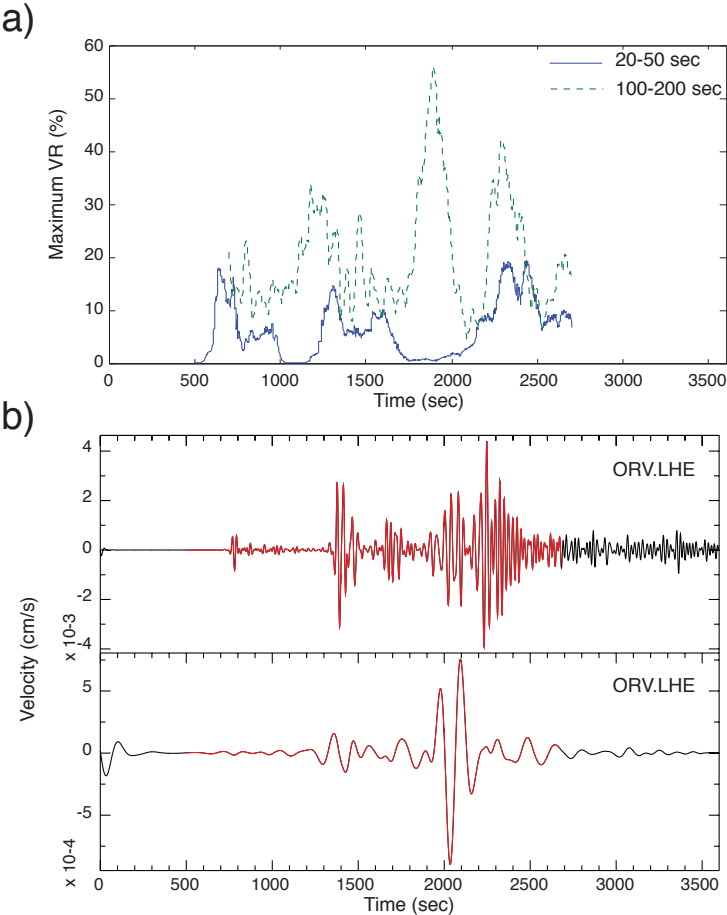 a)
60
50
40
30
20
10
0
Maximum VR (%)
20-50 sec
100-200 sec
0 500 1000 1500 2000 2500 3000 3500
Time (sec)
b)
4
2
0
-2
-4
x 10-3
ORV.LHE
Velocity (cm/s)
5
0
-5
x 10-4
ORV.LHE
0 500 1000 1500 2000 2500 3000 3500
Time (sec)